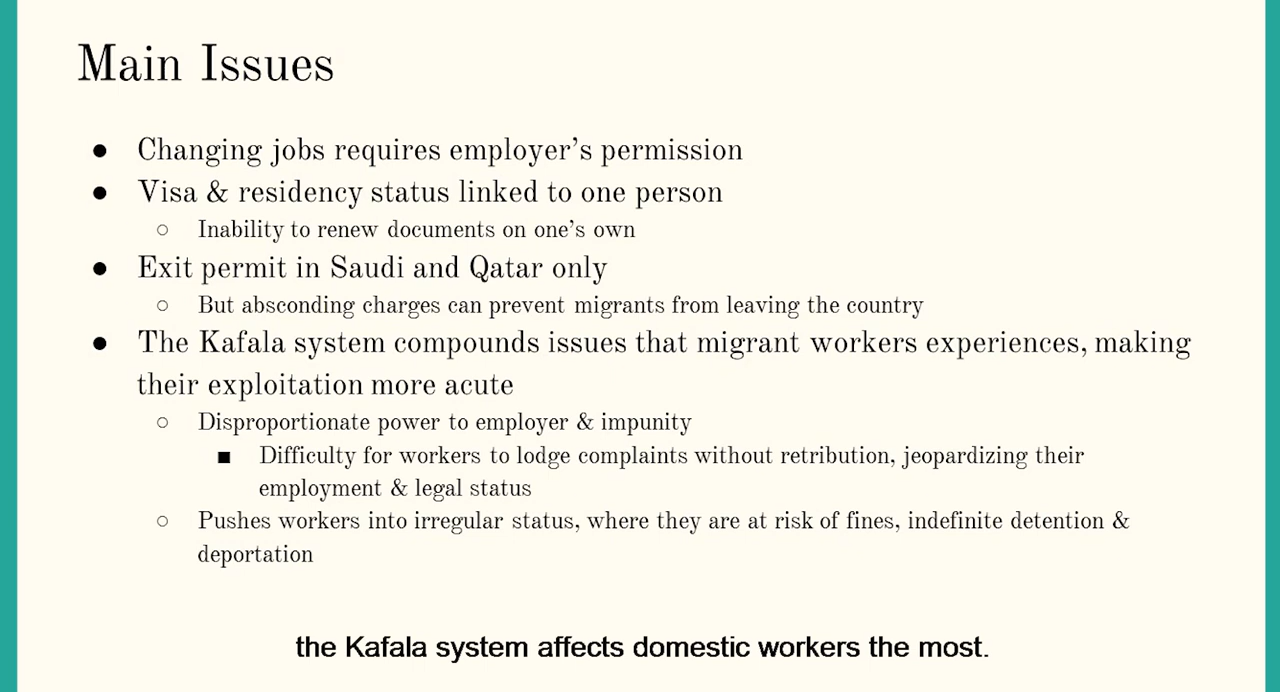 Main Issues
● Changing jobs requires employer’s permission
● Visa & residency status linked to one person
○ Inability to renew documents on one’s own
● Exit permit in Saudi and Qatar only
○ But absconding charges can prevent migrants from leaving the country
● The Kafala system compounds issues that migrant workers experiences, making
their exploitation more acute
○ Disproportionate power to employer & impunity
■ Difficulty for workers to lodge complaints without retribution, jeopardizing their
employment & legal status
○ Pushes workers into irregular status, where they are at risk of fines, indefinite detention &
deportation
the Kafala system affects domestic workers the most.